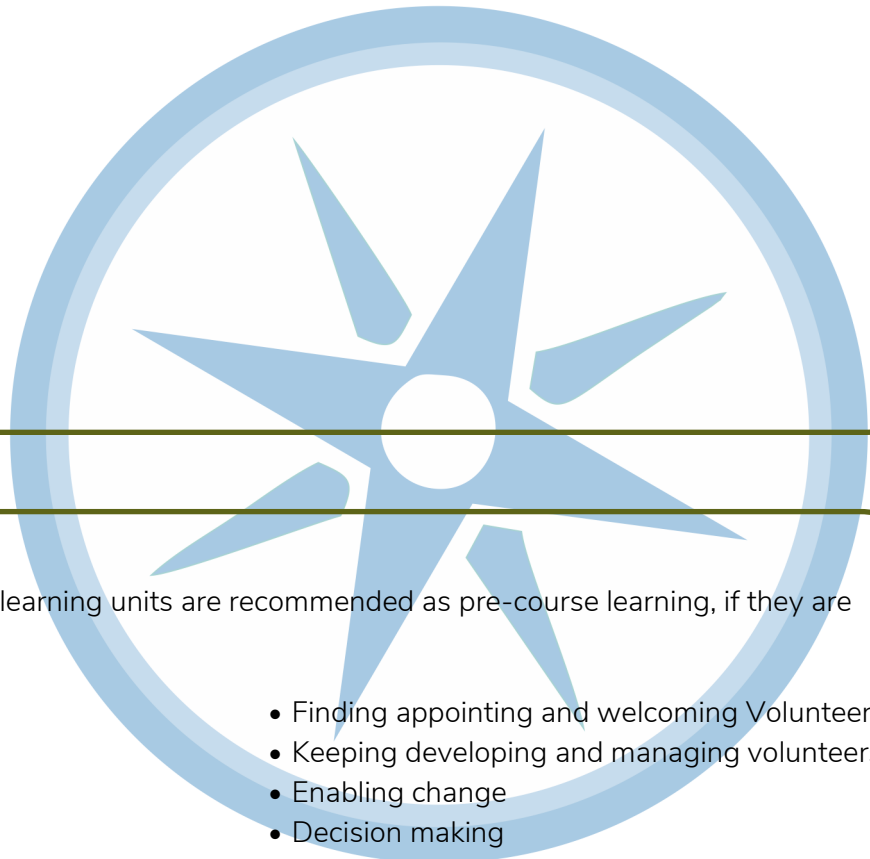 learning units are recommended as pre-course learning, if they are
• Finding appointing and welcoming Volunteer
• Keeping developing and managing volunteer
• Enabling change
• Decision making